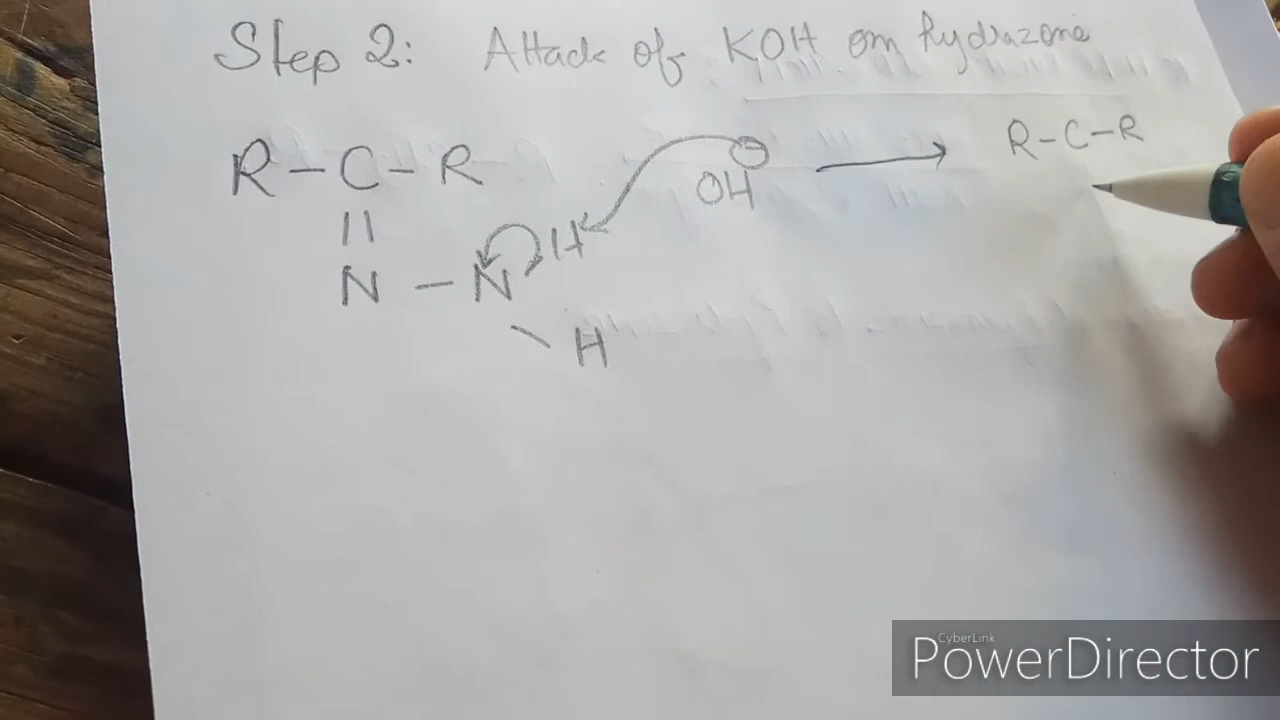 Step 2: Attack of KOH on hydrazone
R-C-R
||
N-N
H
H
⊖
OH
→
R-C-R
CyberLink
PowerDirector